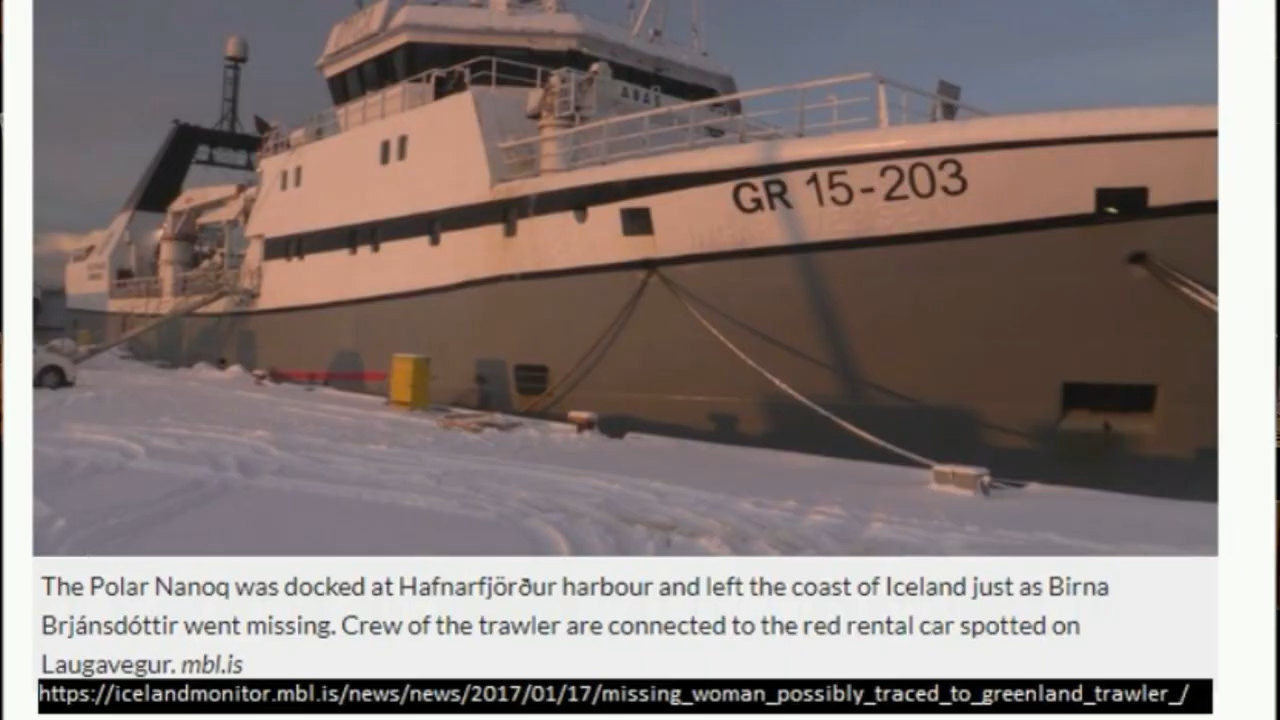 GR 15-203
The Polar Nanoq was docked at Hafnarfjörður harbour and left the coast of Iceland just as Birna
Brjánsdóttir went missing. Crew of the trawler are connected to the red rental car spotted on
Laugavegur. mbl.is
https://icelandmonitor.mbl.is/news/news/2017/01/17/missing_woman_possibly_traced_to_greenland_trawler_/